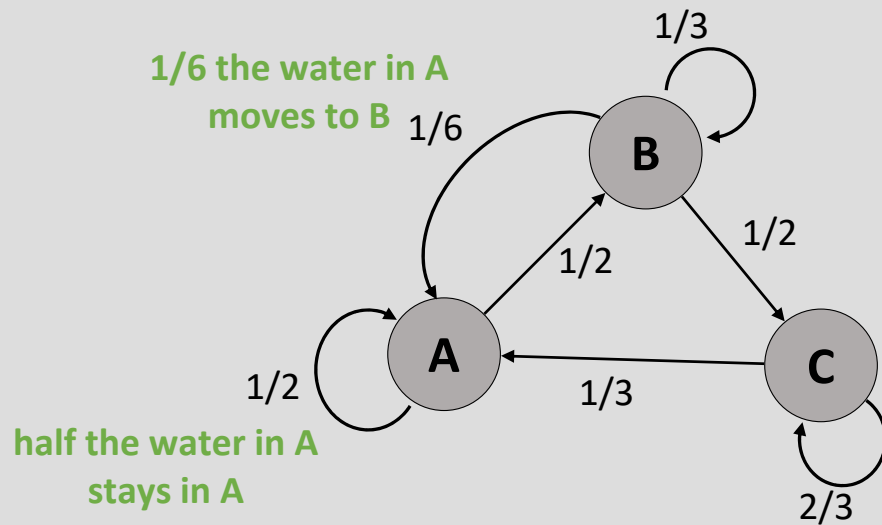 1/3
1/6 the water in A
moves to B
1/6
B
1/2
1/2
A
C
1/2
1/3
half the water in A
stays in A
2/3